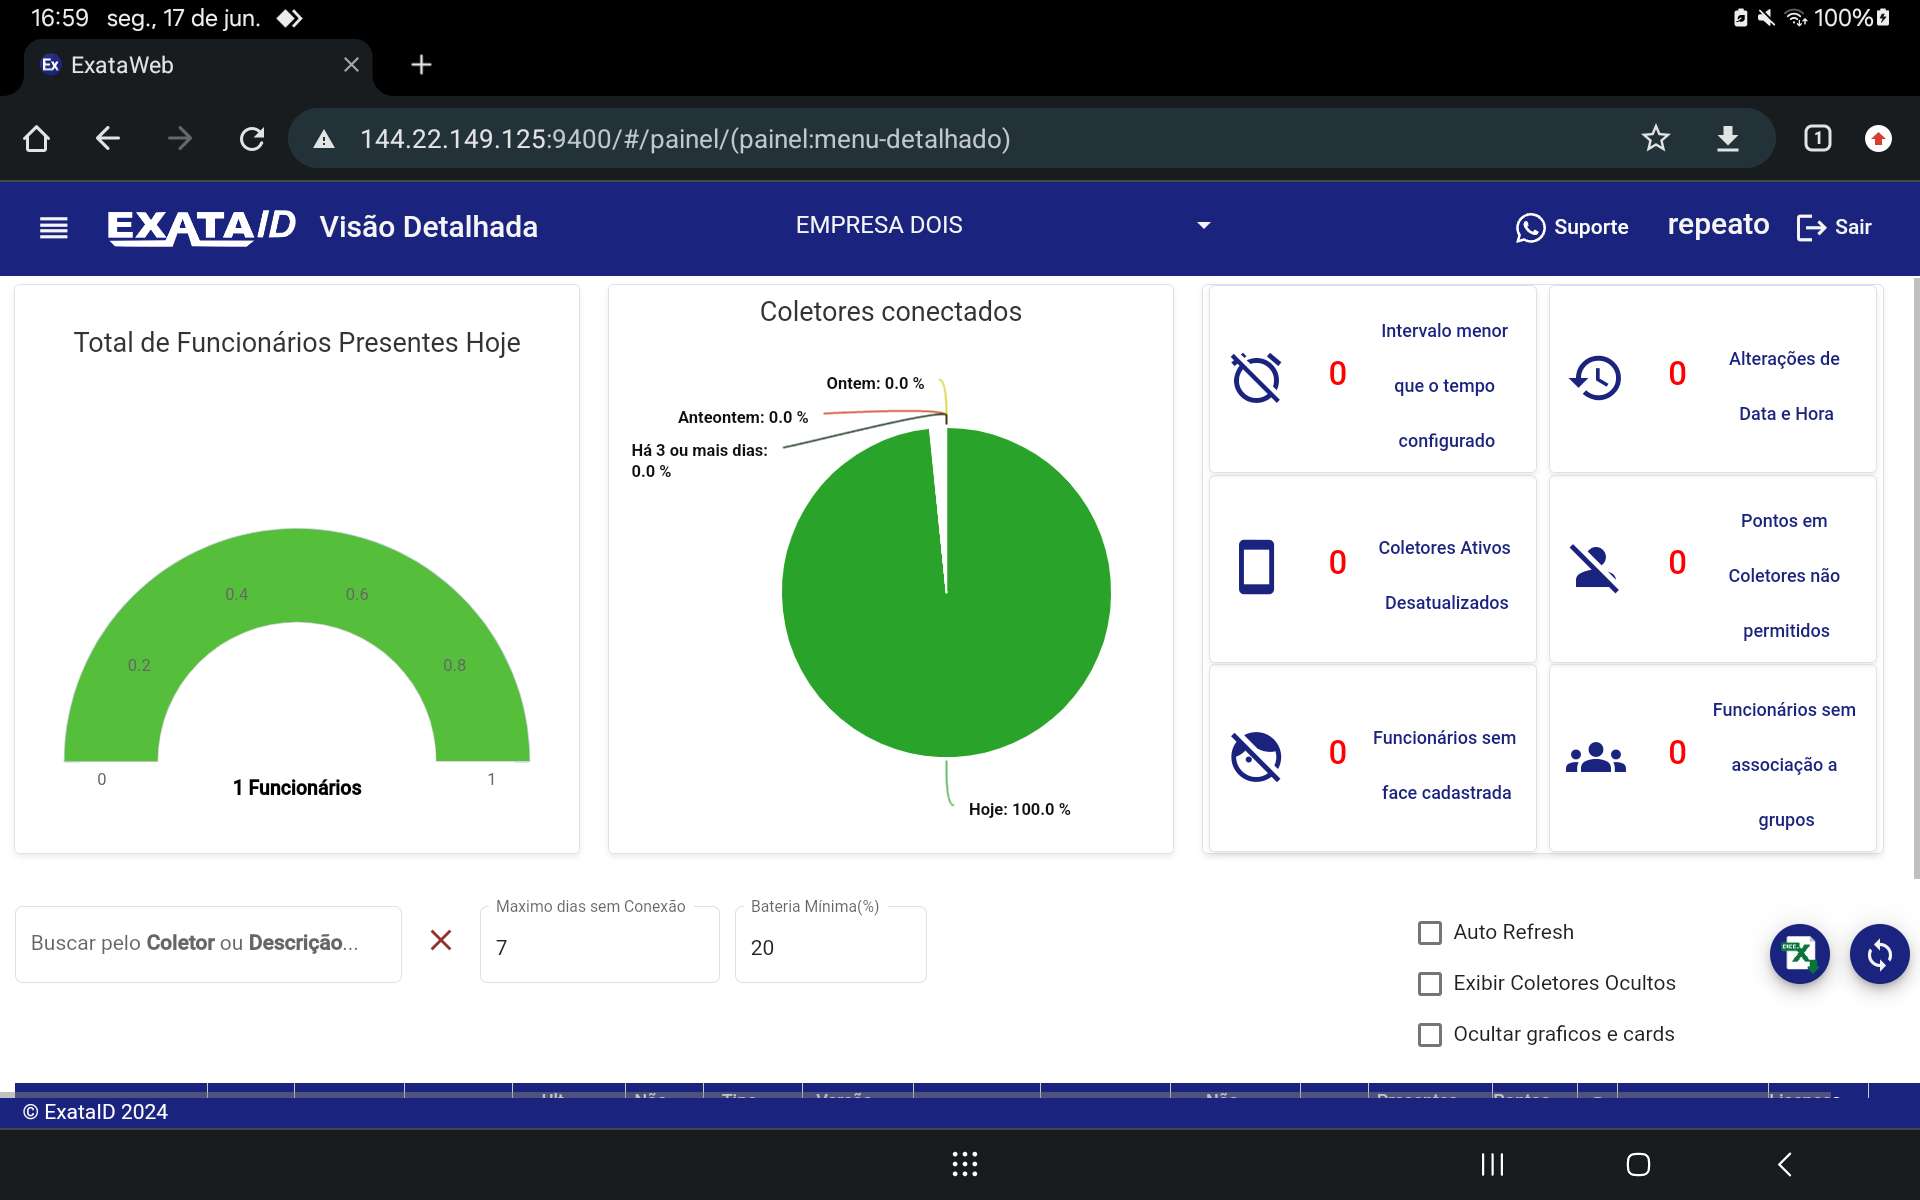 16:59 seg., 17 de jun. 100%
Ex ExataWeb
144.22.149.125:9400/#/painel/(painel:menu-detalhado) 1
EXATAID Visão Detalhada EMPRESA DOIS Suporte repeato Sair
Total de Funcionários Presentes Hoje
0.4 0.6
0.2 0.8
0 1
1 Funcionários
Coletores conectados
Ontem: 0.0 %
Anteontem: 0.0 %
Há 3 ou mais dias:
0.0 %
Hoje: 100.0 %
0 Intervalo menor
que o tempo
configurado
0 Alterações de
Data e Hora
0 Coletores Ativos
Desatualizados
0 Pontos em
Coletores não
permitidos
0 Funcionários sem
face cadastrada
0 Funcionários sem
associação a
grupos
Buscar pelo Coletor ou Descrição...
Maximo dias sem Conexão
7
Bateria Mínima(%)
20
Auto Refresh
Exibir Coletores Ocultos
Ocultar graficos e cards
© ExataID 2024